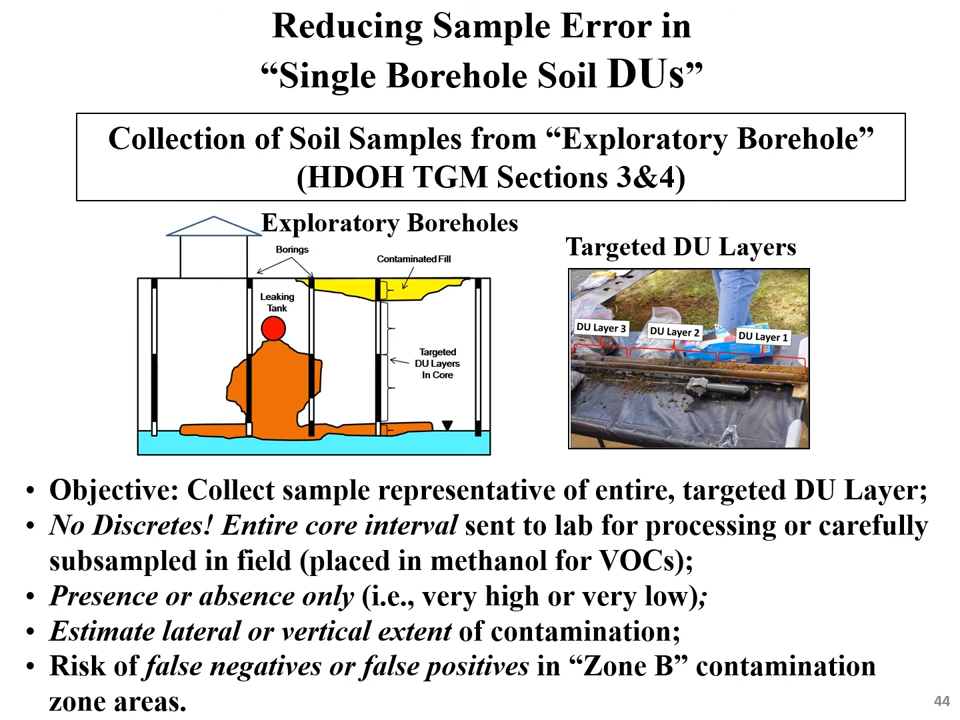 Reducing Sample Error in
“Single Borehole Soil DUs”
Collection of Soil Samples from “Exploratory Borehole”
(HDOH TGM Sections 3&4)
Exploratory Boreholes
Targeted DU Layers
Borings
Contaminated Fill
Leaking
Tank
Targeted
DU Layers
In Core
DU Layer 3
DU Layer 2
DU Layer 1
• Objective: Collect sample representative of entire, targeted DU Layer;
• No Discretes! Entire core interval sent to lab for processing or carefully
subsampled in field (placed in methanol for VOCs);
• Presence or absence only (i.e., very high or very low);
• Estimate lateral or vertical extent of contamination;
• Risk of false negatives or false positives in “Zone B” contamination
zone areas.
44